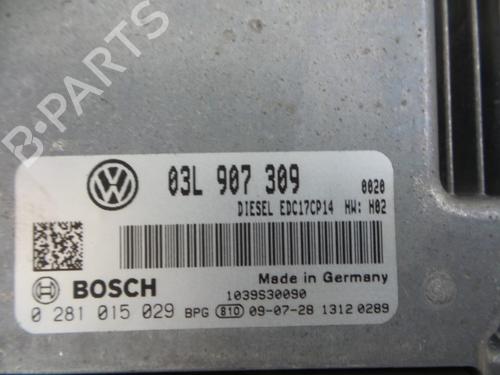 B-PARTS
03L 907 309 0020
DIESEL EDC17CP14 HW: H02
Made in Germany
BOSCH 1039S30090
0 281 015 029 BPG 810 09-07-28 1312 0289